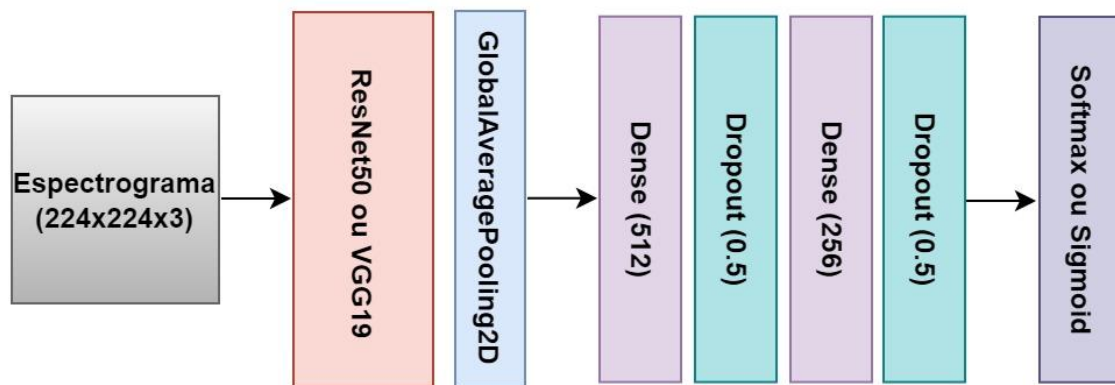 Espectrograma
(224x224x3)
ResNet50 ou VGG19
GlobalAveragePooling2D
Dense (512)
Dropout (0.5)
Dense (256)
Dropout (0.5)
Softmax ou Sigmoid